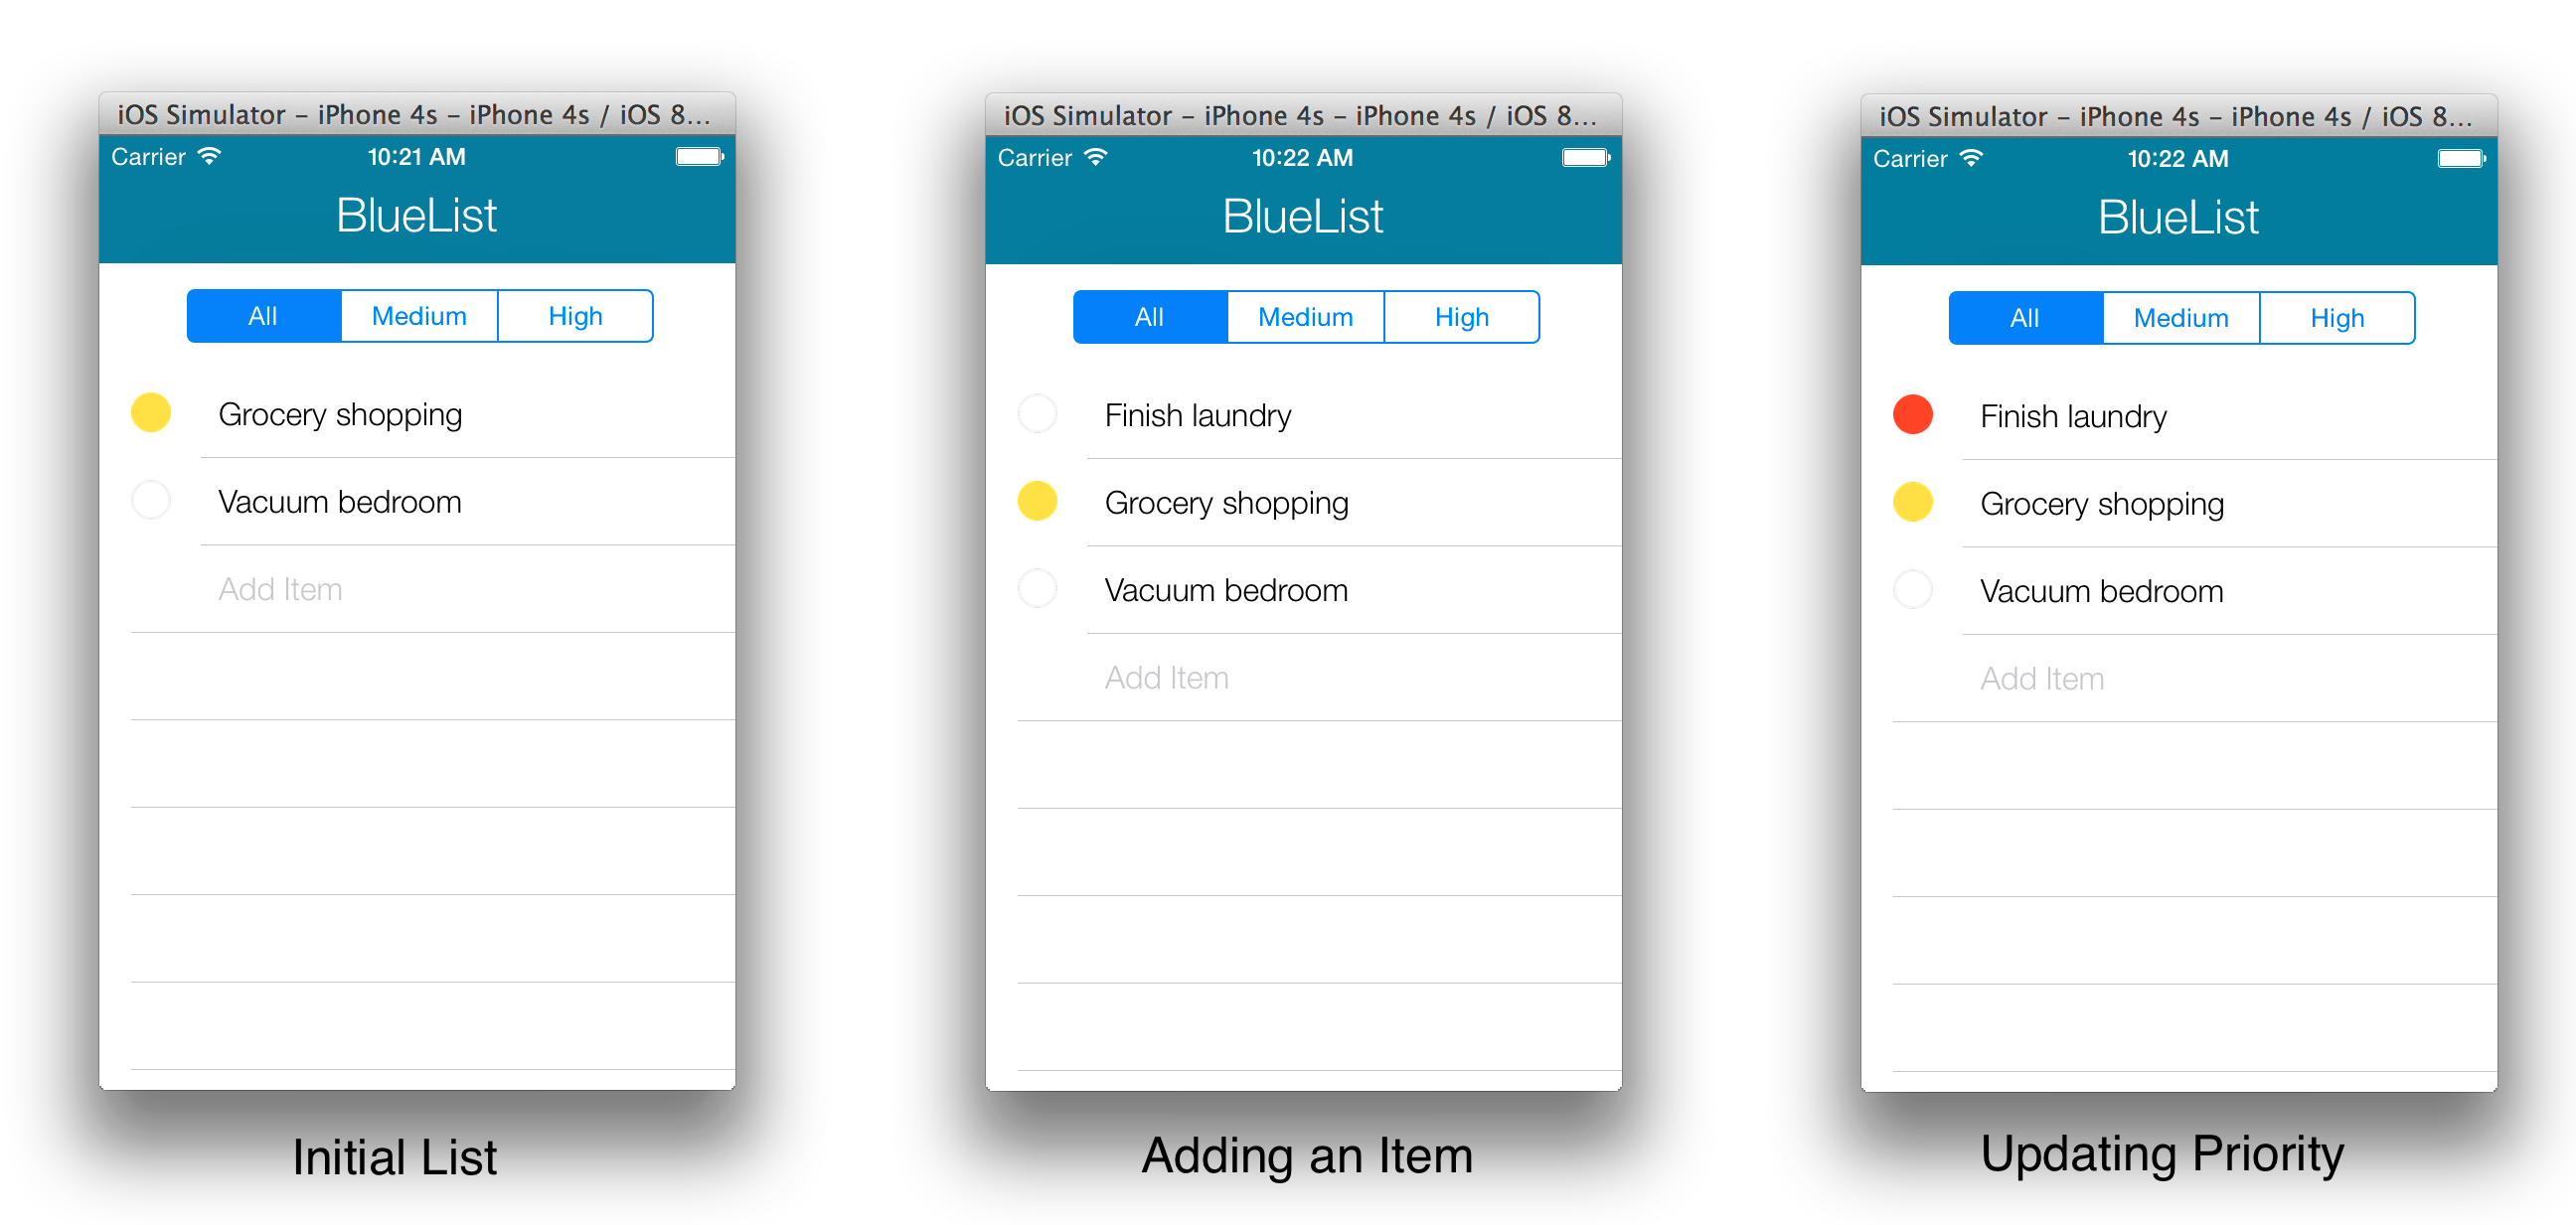 iOS Simulator – iPhone 4s – iPhone 4s / iOS 8...
Carrier 10:21 AM
BlueList
All Medium High
Grocery shopping
Vacuum bedroom
Add Item
Initial List
iOS Simulator – iPhone 4s – iPhone 4s / iOS 8...
Carrier 10:22 AM
BlueList
All Medium High
Finish laundry
Grocery shopping
Vacuum bedroom
Add Item
Adding an Item
iOS Simulator – iPhone 4s – iPhone 4s / iOS 8...
Carrier 10:22 AM
BlueList
All Medium High
Finish laundry
Grocery shopping
Vacuum bedroom
Add Item
Updating Priority